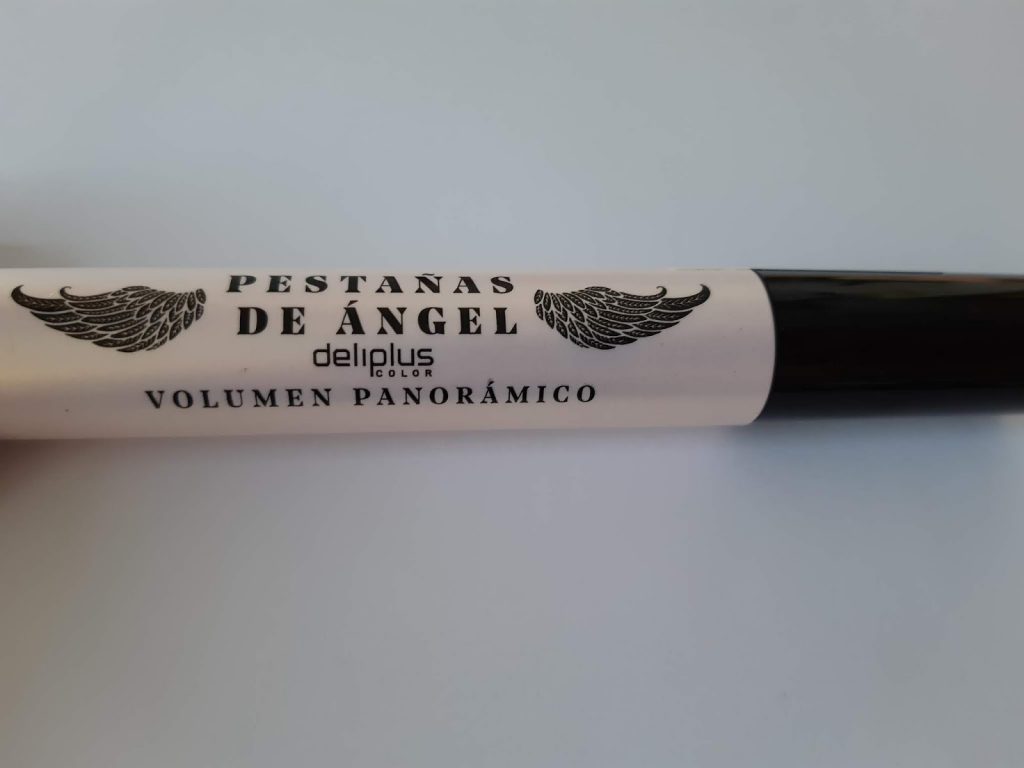 PESTAÑAS
DE ÁNGEL
deliplus
COLOR
VOLUMEN PANORÁMICO